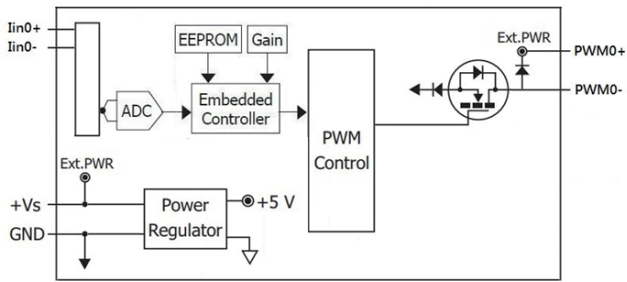 Iin0+
Iin0-
EEPROM
Gain
Ext.PWR
PWM0+
PWM0-
ADC
Embedded
Controller
PWM
Control
Ext.PWR
+Vs
GND
Power
Regulator
+5 V